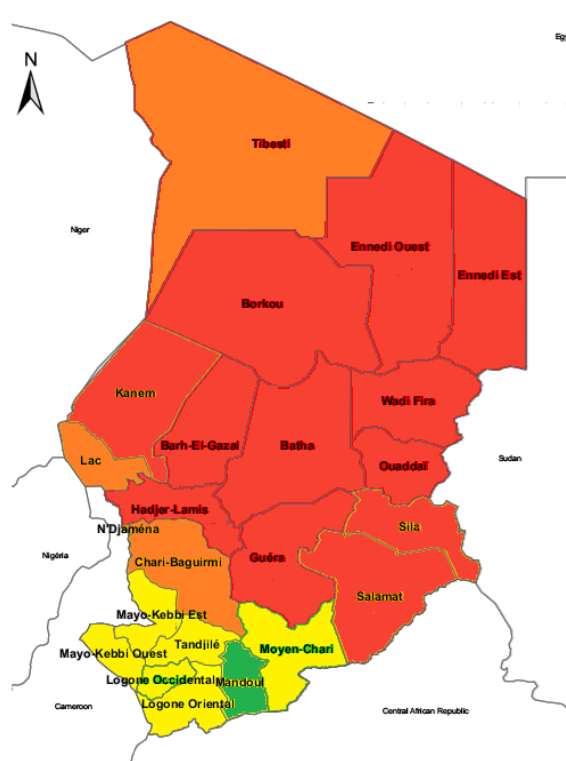 N
Egy
Tibesti
Niger
Ennedi Ouest
Ennedi Est
Borkou
Kanem
Wadi Fira
Barh-El-Gazal
Batha
Lac
Ouaddaï
Sudan
Hadjer-Lamis
N'Djaména
Sila
Nigéria
Guéra
Chari-Baguirmi
Salamat
Mayo-Kebbi Est
Tandjilé
Moyen-Chari
Mayo-Kebbi Ouest
Logone Occidental
Mandoul
Logone Oriental
Cameroon
Central African Republic